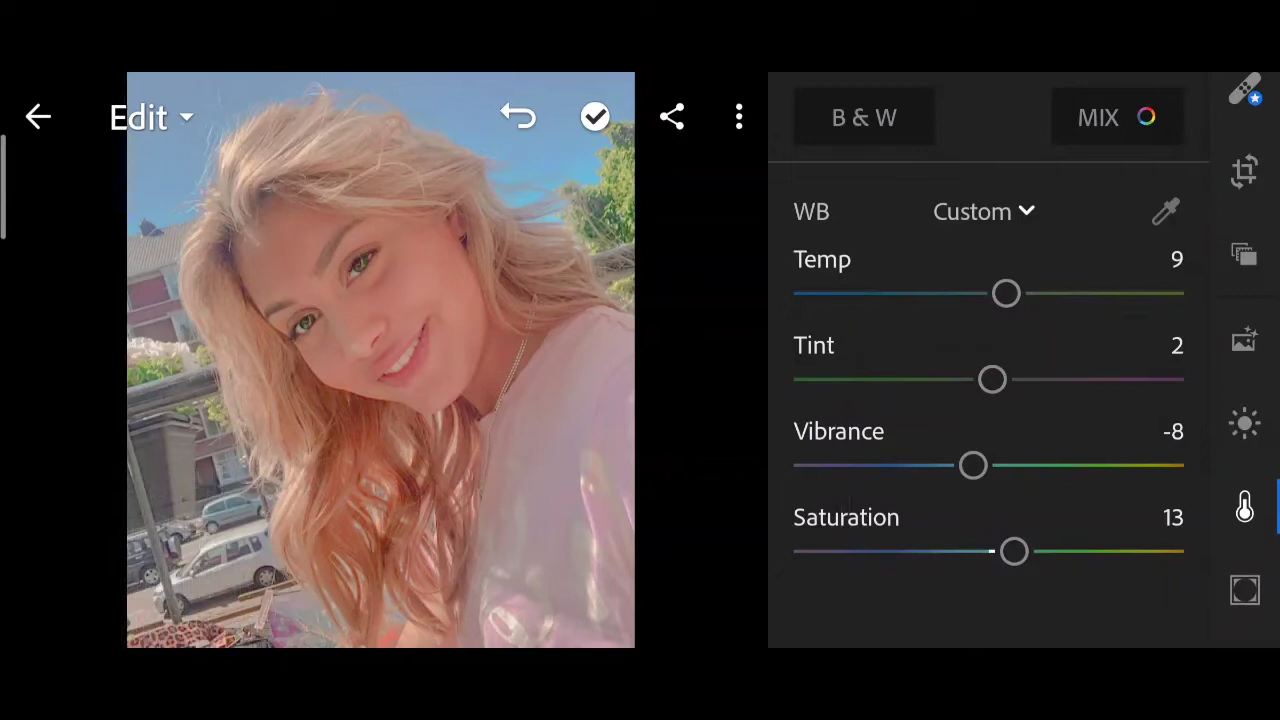 Edit
B & W
MIX
WB
Custom
Temp
9
Tint
2
Vibrance
-8
Saturation
13